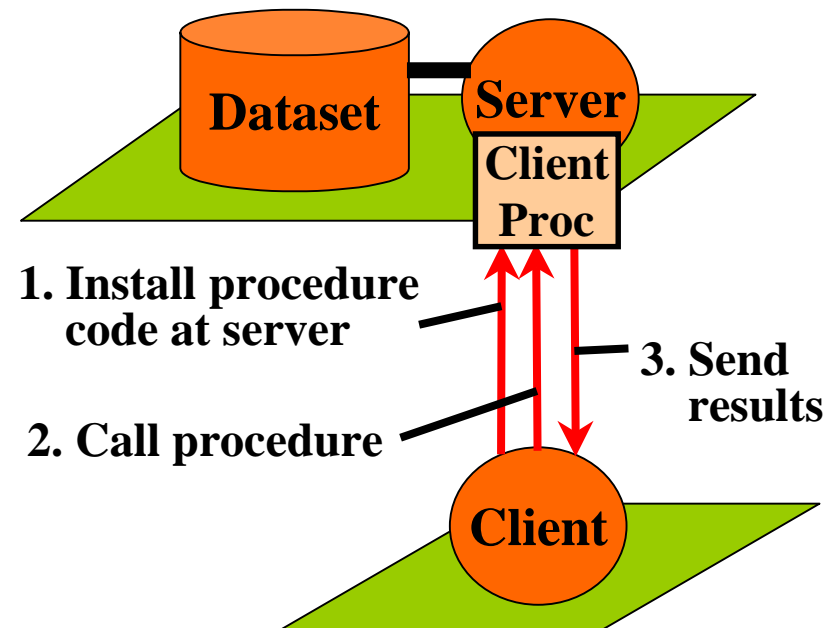 Dataset
Server
Client
Proc
1. Install procedure
code at server
3. Send
results
2. Call procedure
Client